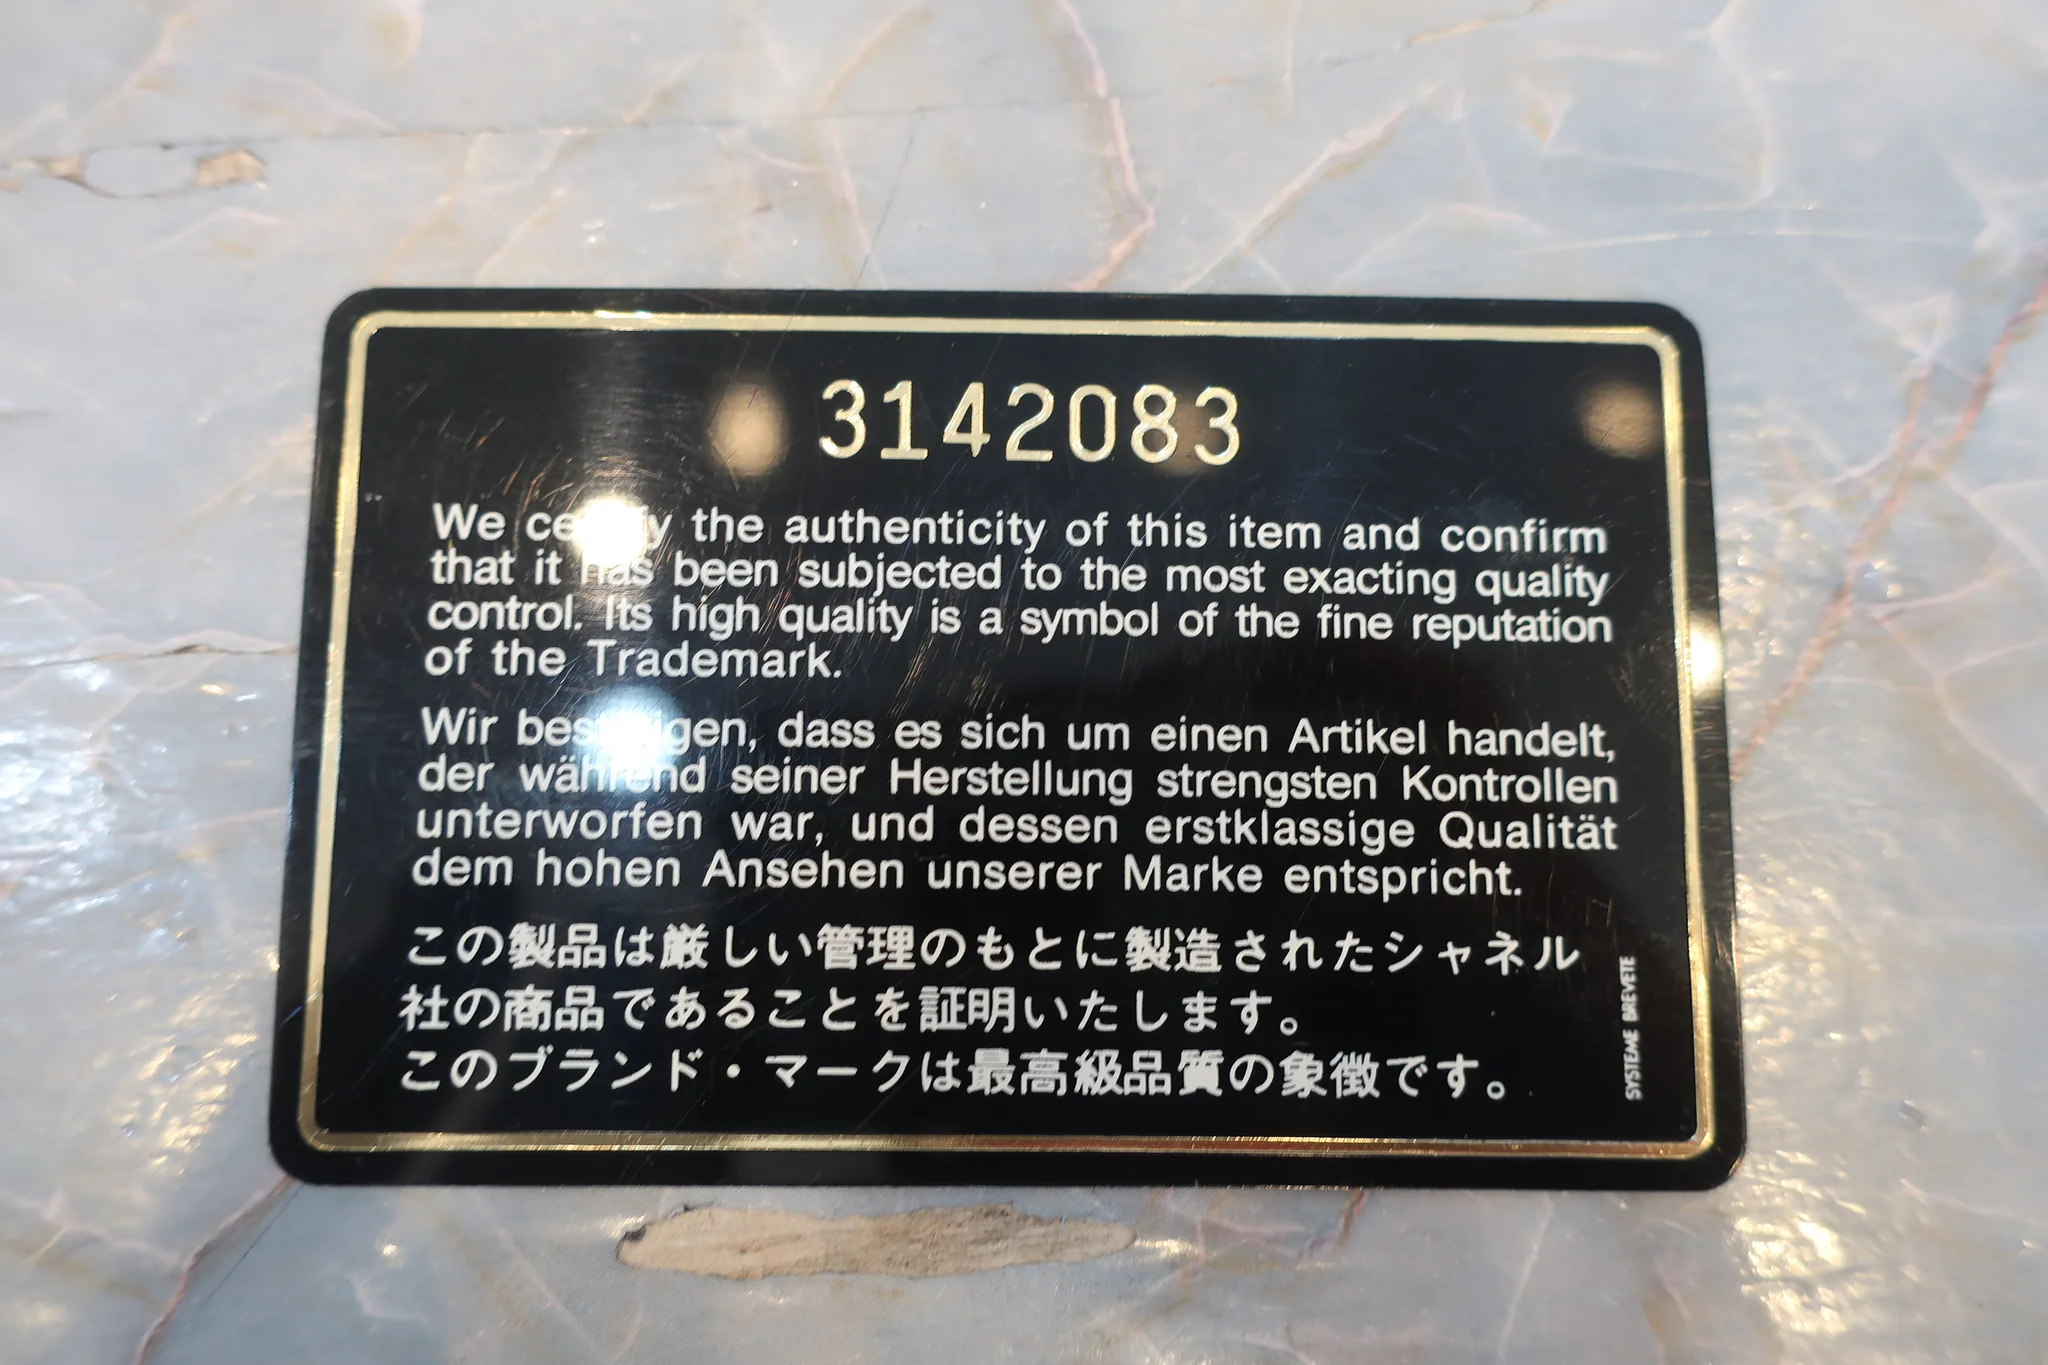 3142083
We certify the authenticity of this item and confirm
that it has been subjected to the most exacting quality
control. Its high quality is a symbol of the fine reputation
of the Trademark.
Wir bestätigen, dass es sich um einen Artikel handelt,
der während seiner Herstellung strengsten Kontrollen
unterworfen war, und dessen erstklassige Qualität
dem hohen Ansehen unserer Marke entspricht.
この製品は厳しい管理のもとに製造されたシャネル
社の商品であることを証明いたします。
このブランド・マークは最高級品質の象徴です。
SYSTEME BREVETE